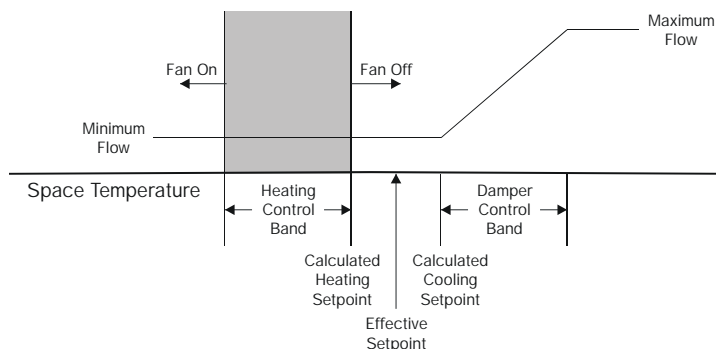 Maximum
Flow
Fan On
Fan Off
Minimum
Flow
Space Temperature
Heating
Control
Band
Damper
Control
Band
Calculated
Heating
Setpoint
Calculated
Cooling
Setpoint
Effective
Setpoint